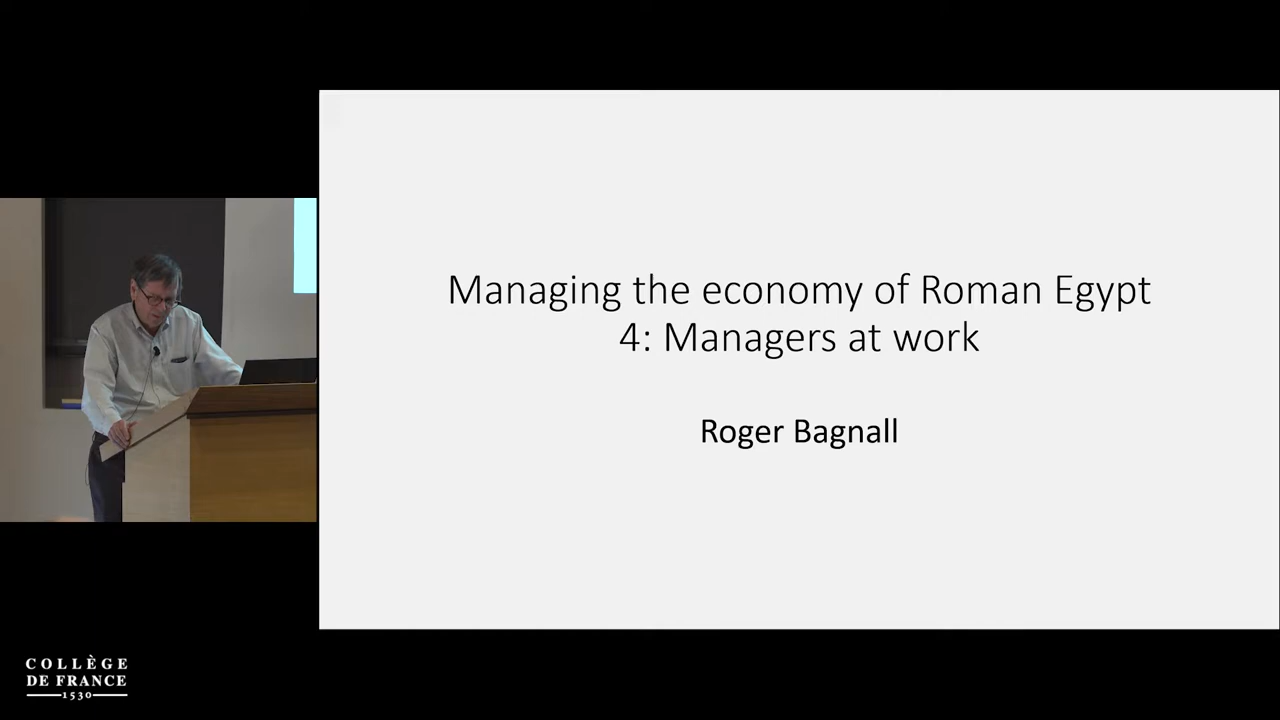 Managing the economy of Roman Egypt
4: Managers at work
Roger Bagnall
COLLÈGE
DE FRANCE
1530